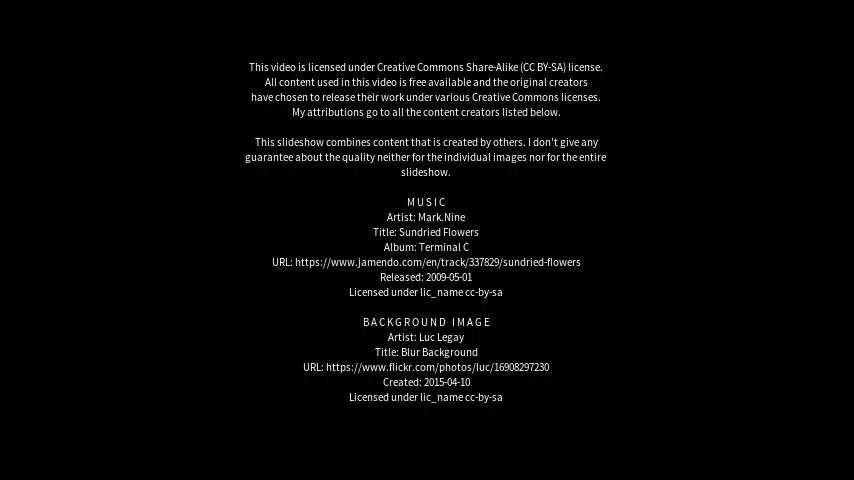 This video is licensed under Creative Commons Share-Alike (CC BY-SA) license.
All content used in this video is free available and the original creators
have chosen to release their work under various Creative Commons licenses.
My attributions go to all the content creators listed below.
This slideshow combines content that is created by others. I don't give any
guarantee about the quality neither for the individual images nor for the entire
slideshow.
M U S I C
Artist: Mark.Nine
Title: Sundried Flowers
Album: Terminal C
URL: https://www.jamendo.com/en/track/337829/sundried-flowers
Released: 2009-05-01
Licensed under lic_name cc-by-sa
B A C K G R O U N D   I M A G E
Artist: Luc Legay
Title: Blur Background
URL: https://www.flickr.com/photos/luc/16908297230
Created: 2015-04-10
Licensed under lic_name cc-by-sa